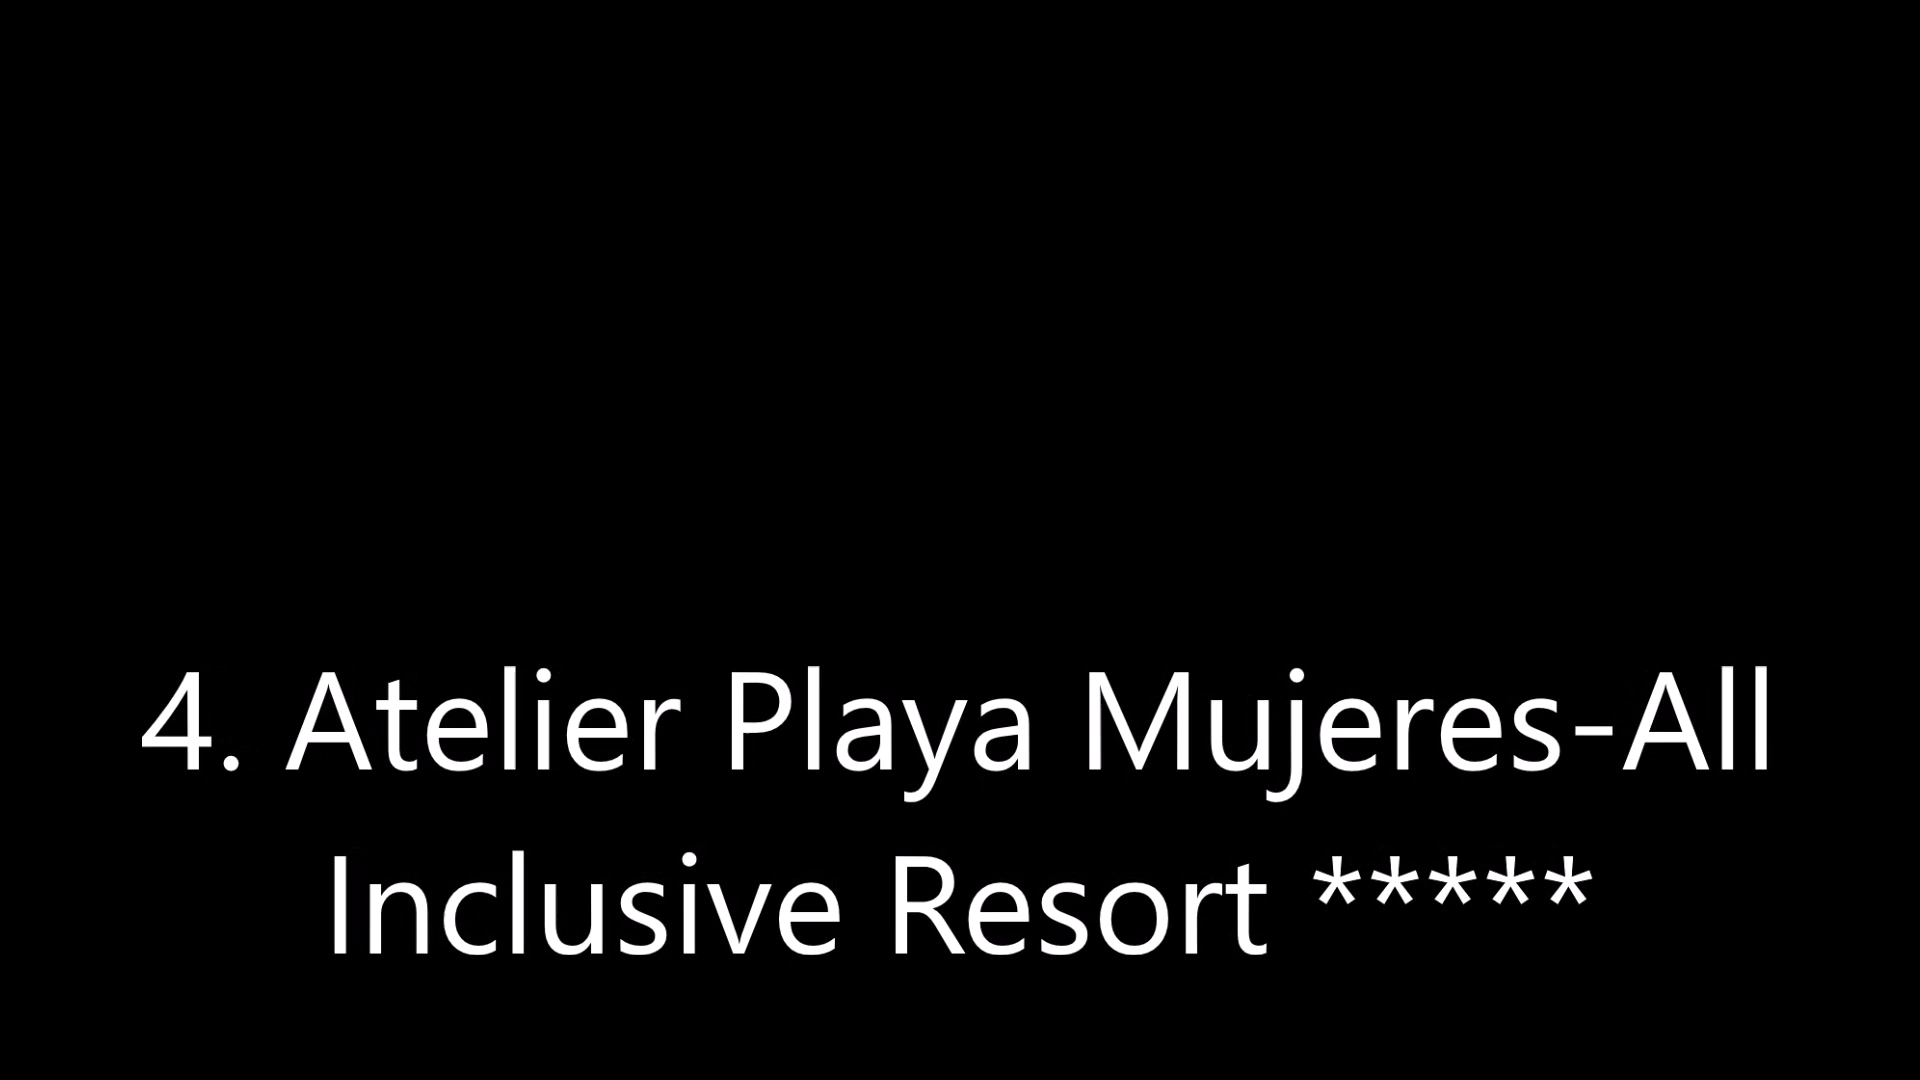 4. Atelier Playa Mujeres-All
Inclusive Resort *****